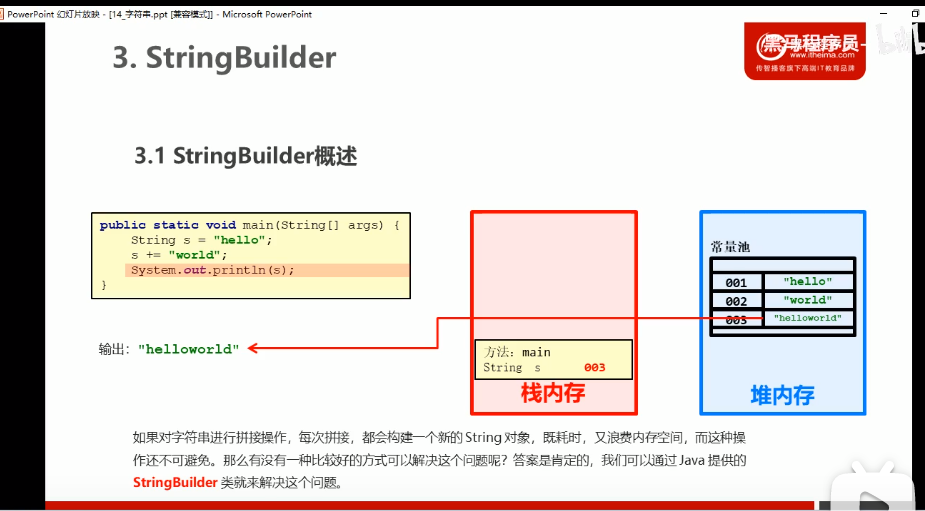 PowerPoint 幻灯片放映 - [14_字符串.ppt [兼容模式]] - Microsoft PowerPoint
3. StringBuilder
黑马程序员
www.itheima.com
传智播客旗下高端IT教育品牌
3.1 StringBuilder概述
public static void main(String[] args) {
String s = "hello";
s += "world";
System.out.println(s);
}
输出: "helloworld"
方法: main
String s 003
栈内存
常量池
001 "hello"
002 "world"
003 "helloworld"
堆内存
如果对字符串进行拼接操作，每次拼接，都会构建一个新的 String 对象，既耗时，又浪费内存空间，而这种操
作还不可避免。那么有没有一种比较好的方式可以解决这个问题呢？答案是肯定的，我们可以通过 Java 提供的
StringBuilder 类就来解决这个问题。